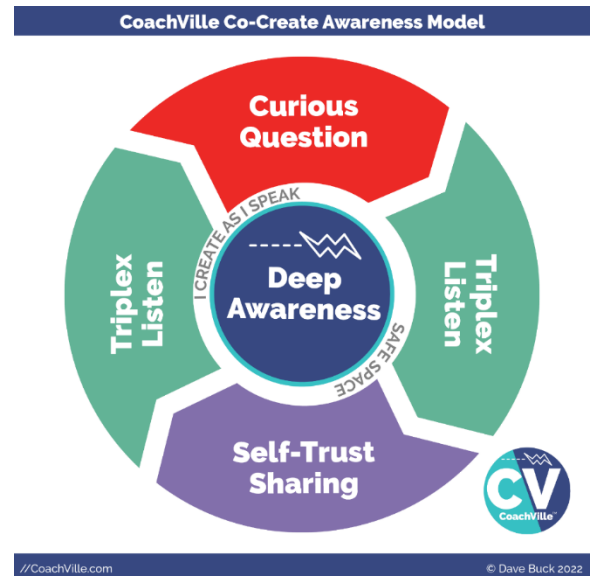 CoachVille Co-Create Awareness Model
Curious
Question
Triplex
Listen
I CREATE AS I SPEAK
Deep
Awareness
SAFE SPACE
Triplex
Listen
Self-Trust
Sharing
CV
CoachVille™
//CoachVille.com
© Dave Buck 2022